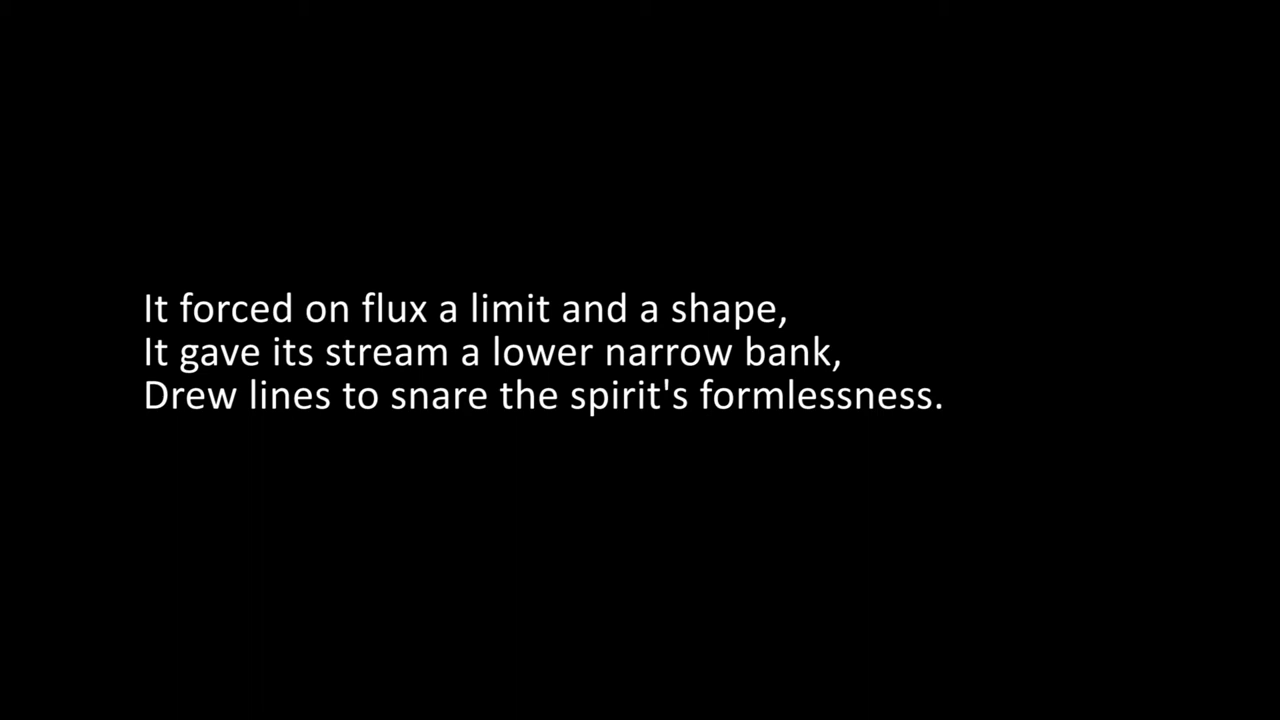 It forced on flux a limit and a shape,
It gave its stream a lower narrow bank,
Drew lines to snare the spirit's formlessness.